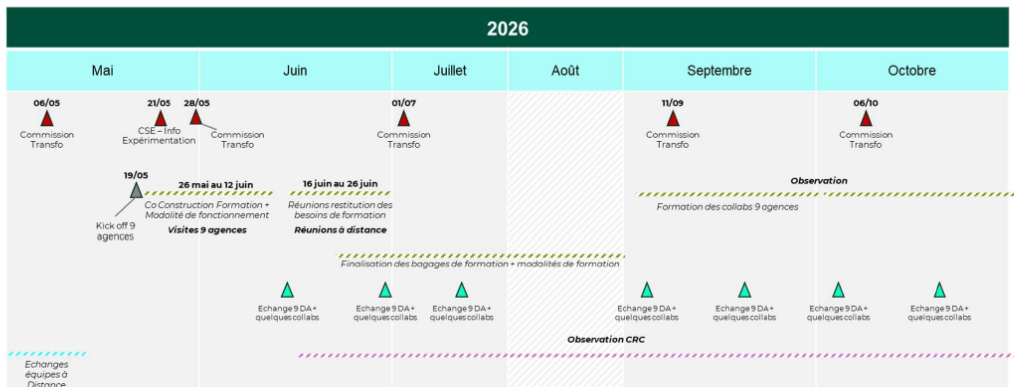 2026
Mai
Juin
Juillet
Août
Septembre
Octobre
06/05
Commission
Transfo
21/05
CSE – Info
Expérimentation
28/05
Commission
Transfo
01/07
Commission
Transfo
11/09
Commission
Transfo
06/10
Commission
Transfo
19/05
Kick off 9
agences
26 mai au 12 juin
Co Construction Formation +
Modalité de fonctionnement
Visites 9 agences
16 juin au 26 juin
Réunions restitution des
besoins de formation
Réunions à distance
Observation
Formation des collabs 9 agences
Finalisation des bagages de formation + modalités de formation
Echange 9 DA +
quelques collabs
Echange 9 DA +
quelques collabs
Echange 9 DA +
quelques collabs
Echange 9 DA +
quelques collabs
Echange 9 DA +
quelques collabs
Echange 9 DA +
quelques collabs
Echange 9 DA +
quelques collabs
Observation CRC
Echanges
équipes à
Distance